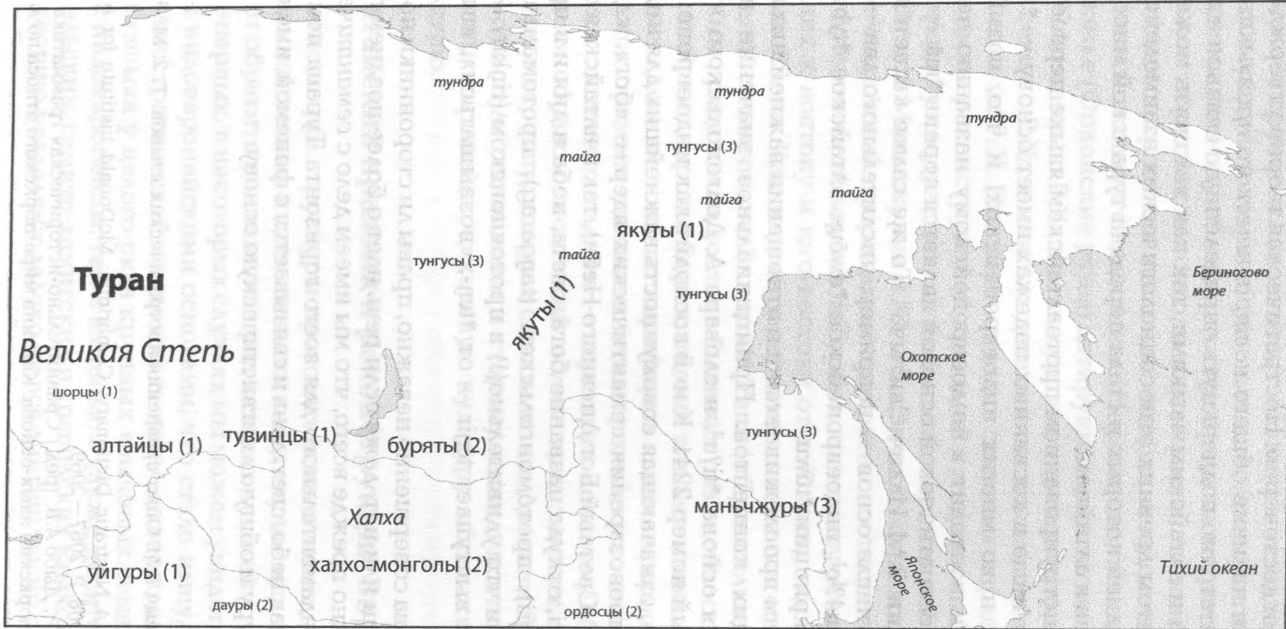 тундра
тундра
тундра
тунгусы (3)
тайга
тайга
тайга
якуты (1)
тайга
тунгусы (3)
Туран
тунгусы (3)
Бериногово
море
якуты (1)
Великая Степь
Охотское
море
шорцы (1)
тувинцы (1)
алтайцы (1)
буряты (2)
тунгусы (3)
маньчжуры (3)
Халха
халхо-монголы (2)
уйгуры (1)
Японское
море
Тихий океан
дауры (2)
ордосцы (2)